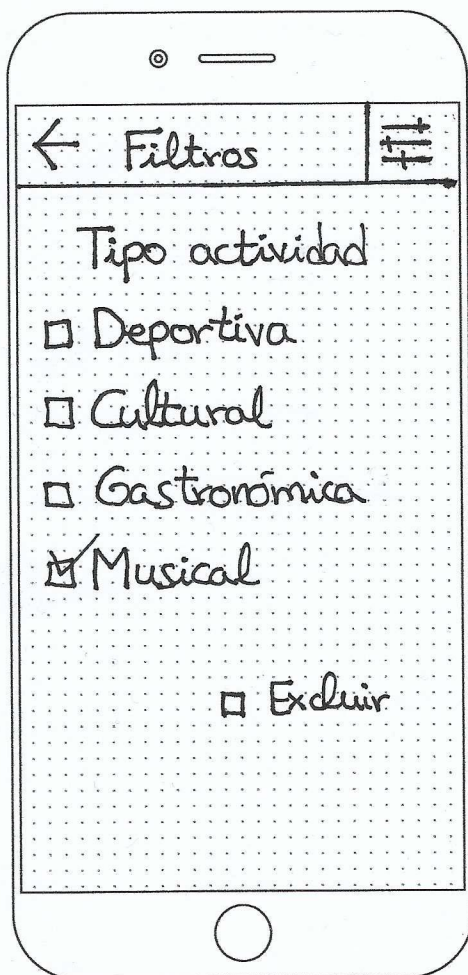 Filtros
Tipo actividad
Deportiva
Cultural
Gastronómica
Musical
Excluir